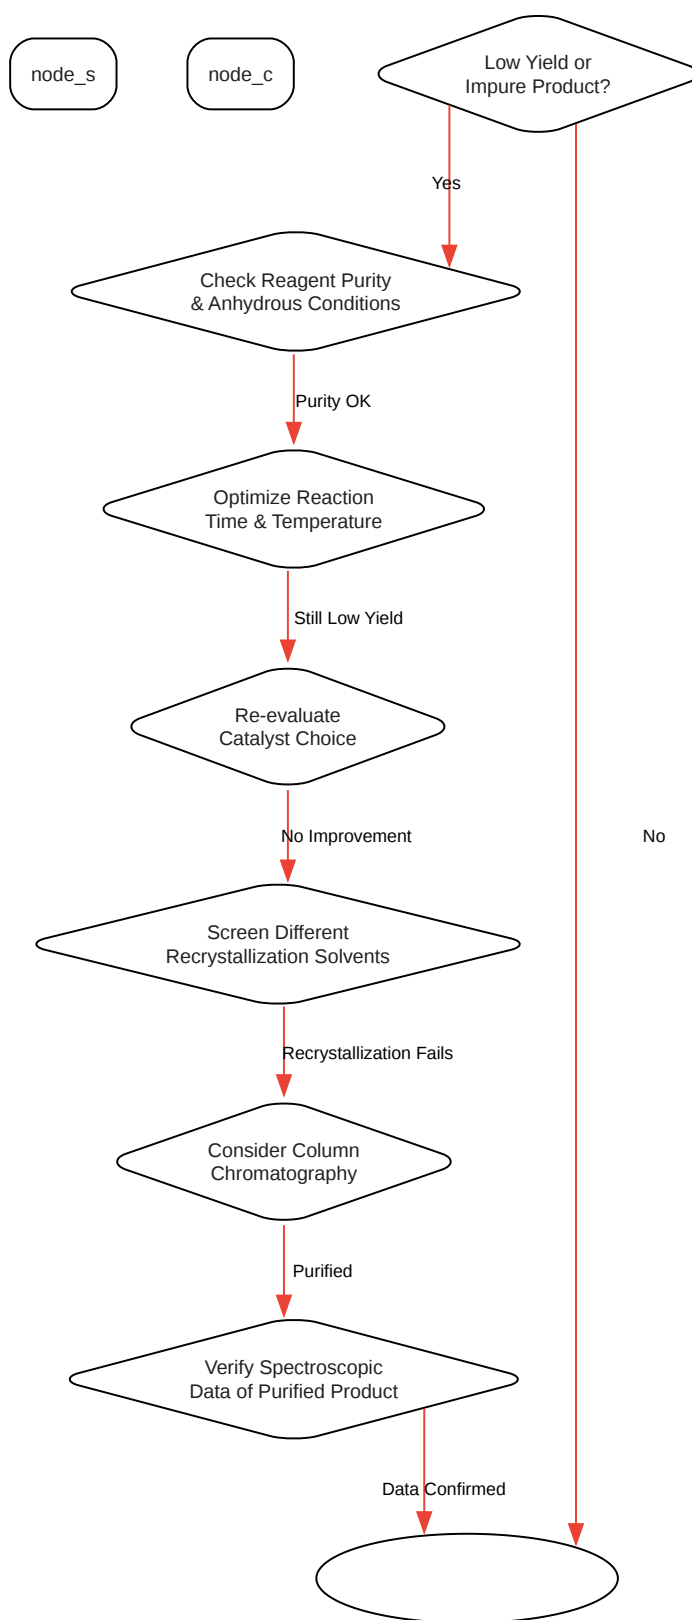 node_s
node_c
Low Yield or
Impure Product?
Yes
Check Reagent Purity
& Anhydrous Conditions
Purity OK
Optimize Reaction
Time & Temperature
Still Low Yield
Re-evaluate
Catalyst Choice
No Improvement
No
Screen Different
Recrystallization Solvents
Recrystallization Fails
Consider Column
Chromatography
Purified
Verify Spectroscopic
Data of Purified Product
Data Confirmed